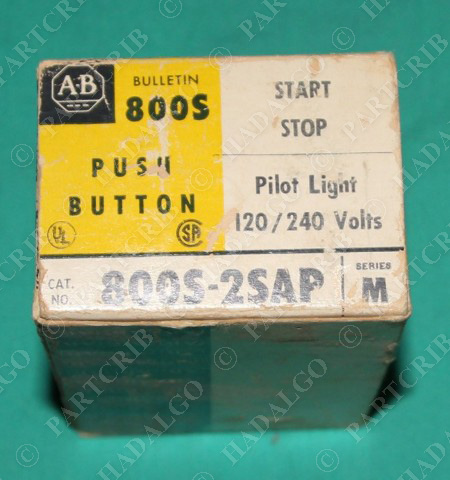 A-B
BULLETIN
800S
PUSH
BUTTON
UL
SA
START
STOP
Pilot Light
120/240 Volts
CAT.
NO.
800S-2SAP
SERIES
M
PARTCRIB
HADALGO